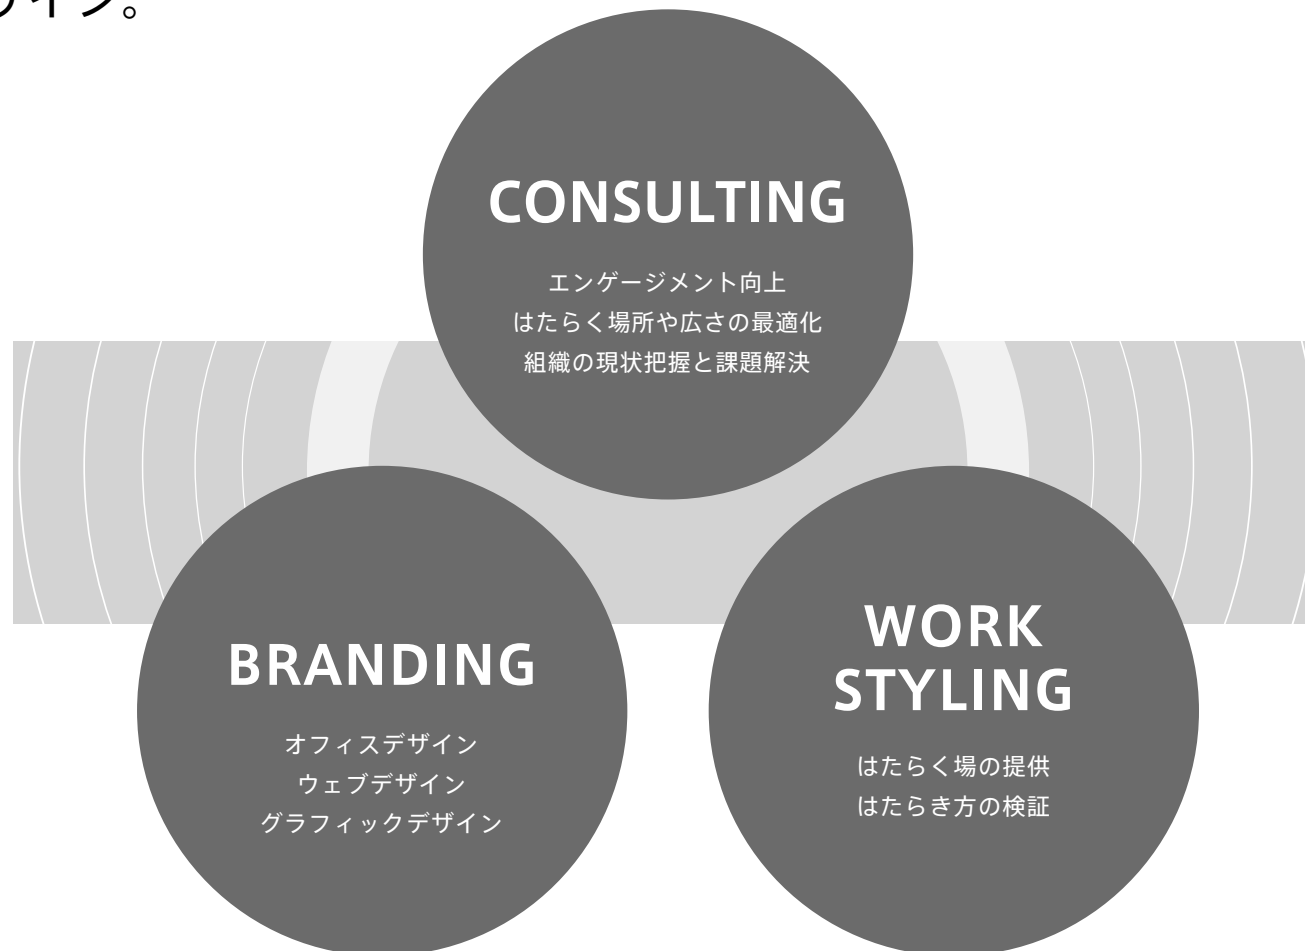 ザイン。
CONSULTING
エンゲージメント向上
はたらく場所や広さの最適化
組織の現状把握と課題解決
BRANDING
オフィスデザイン
ウェブデザイン
グラフィックデザイン
WORK
STYLING
はたらく場の提供
はたらき方の検証